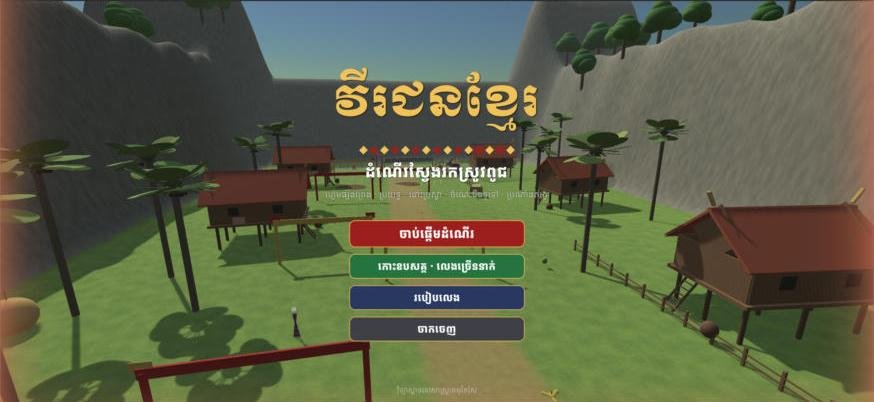 វីរជនខ្មែរ
ដំណើរស្វែងរកស្រូវពូជ
ចាប់ផ្តើមដំណើរ
កោះឧបសគ្គ · លេងច្រើននាក់
របៀបលេង
ចាកចេញ